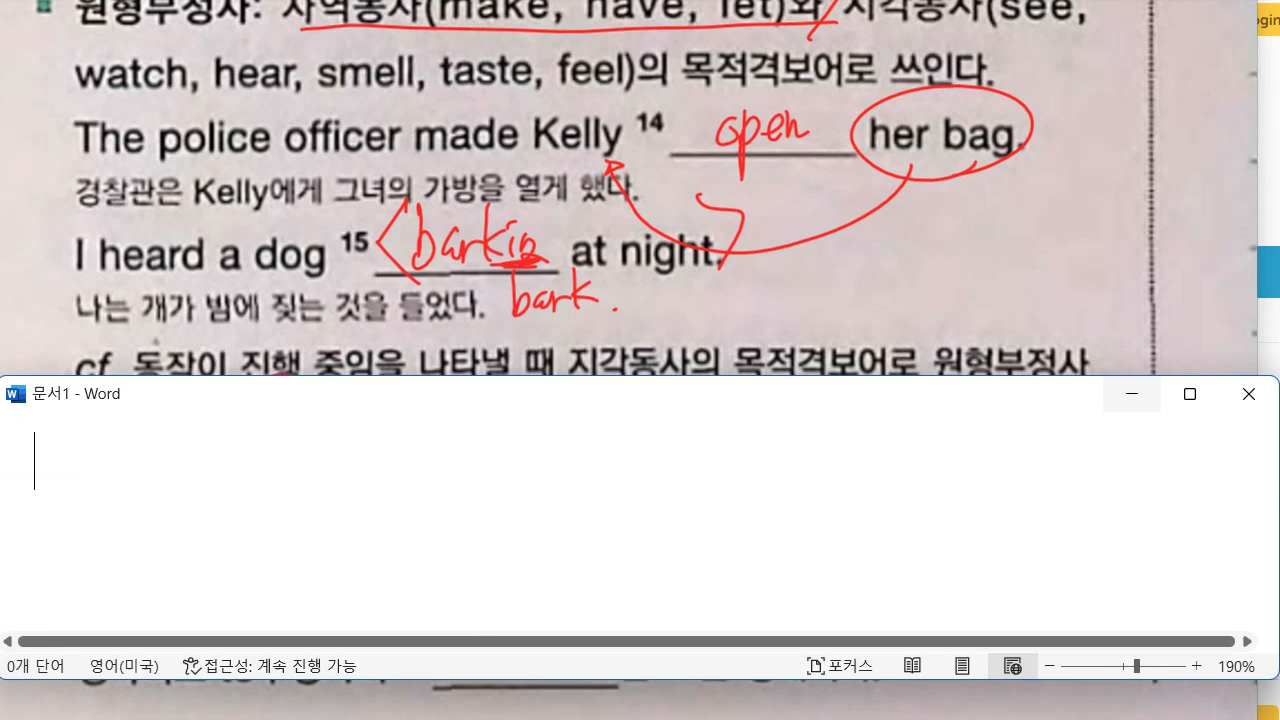 원형부정사: 사역동사(make, have, let)와 지각동사(see,
watch, hear, smell, taste, feel)의 목적격보어로 쓰인다.
The police officer made Kelly 14 open her bag.
경찰관은 Kelly에게 그녀의 가방을 열게 했다.
I heard a dog 15 barkin at night.
bark.
나는 개가 밤에 짖는 것을 들었다.
cf. 동작이 진행 중임을 나타낼 때 지각동사의 목적격보어로 원형부정사
문서1 - Word
0개 단어 영어(미국) 접근성: 계속 진행 가능 포커스 190%